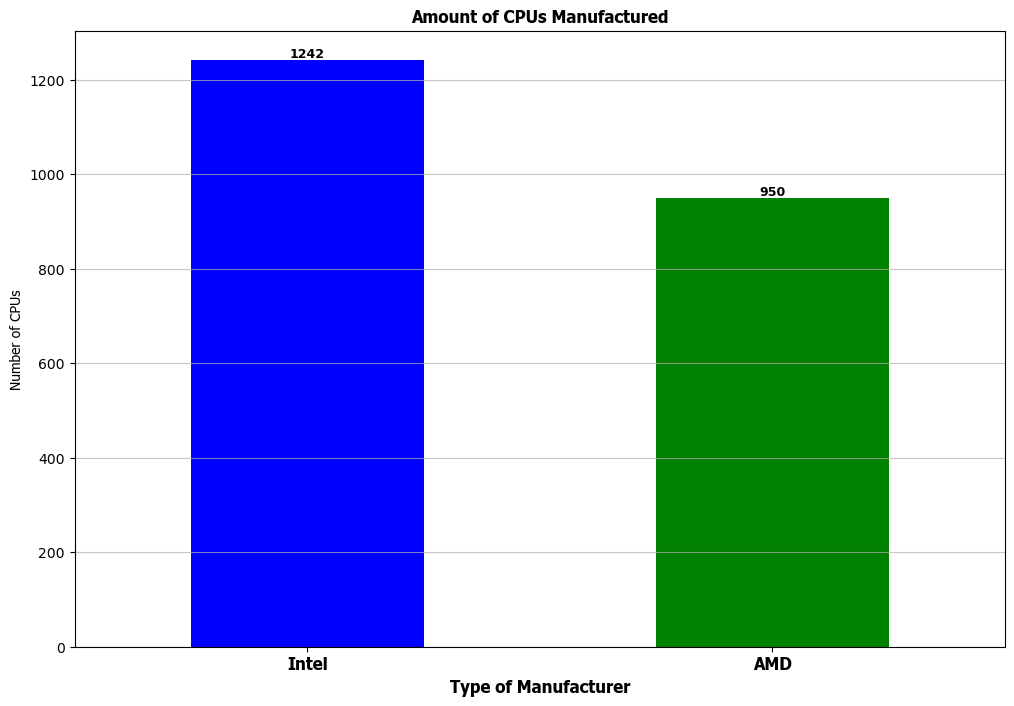 Amount of CPUs Manufactured
1242
950
1200
1000
800
600
400
200
0
Number of CPUs
Intel
AMD
Type of Manufacturer